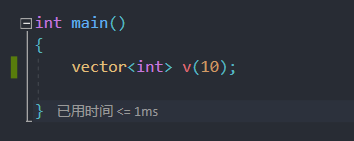 int main()
{
vector<int> v(10);
} 已用时间 <= 1ms